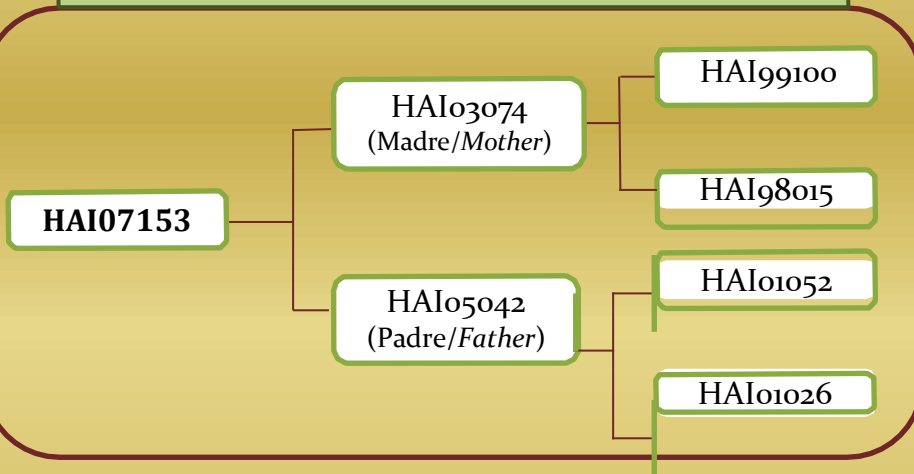 HAI99100
HAI03074
(Madre/Mother)
HAI98015
HAI07153
HAI01052
HAI05042
(Padre/Father)
HAI01026